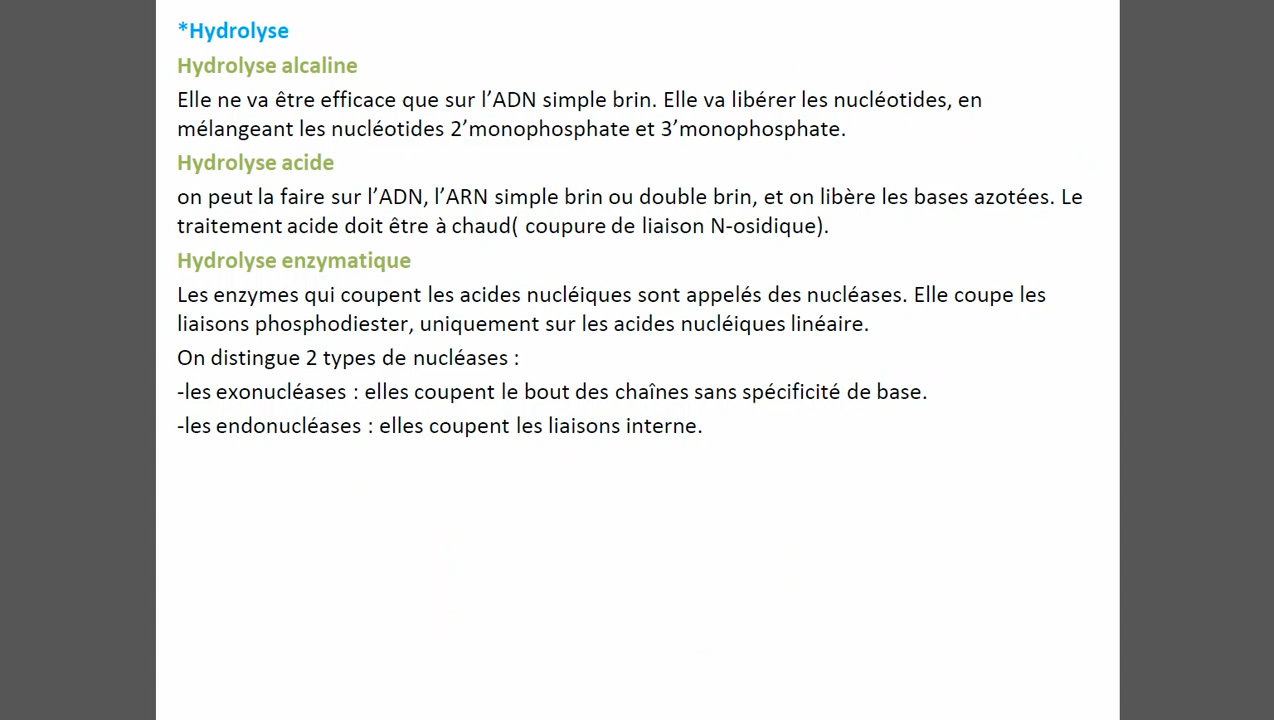 *Hydrolyse
Hydrolyse alcaline
Elle ne va être efficace que sur l’ADN simple brin. Elle va libérer les nucléotides, en
mélangeant les nucléotides 2’monophosphate et 3’monophosphate.
Hydrolyse acide
on peut la faire sur l’ADN, l’ARN simple brin ou double brin, et on libère les bases azotées. Le
traitement acide doit être à chaud( coupure de liaison N-osidique).
Hydrolyse enzymatique
Les enzymes qui coupent les acides nucléiques sont appelés des nucléases. Elle coupe les
liaisons phosphodiester, uniquement sur les acides nucléiques linéaire.
On distingue 2 types de nucléases :
-les exonucléases : elles coupent le bout des chaînes sans spécificité de base.
-les endonucléases : elles coupent les liaisons interne.